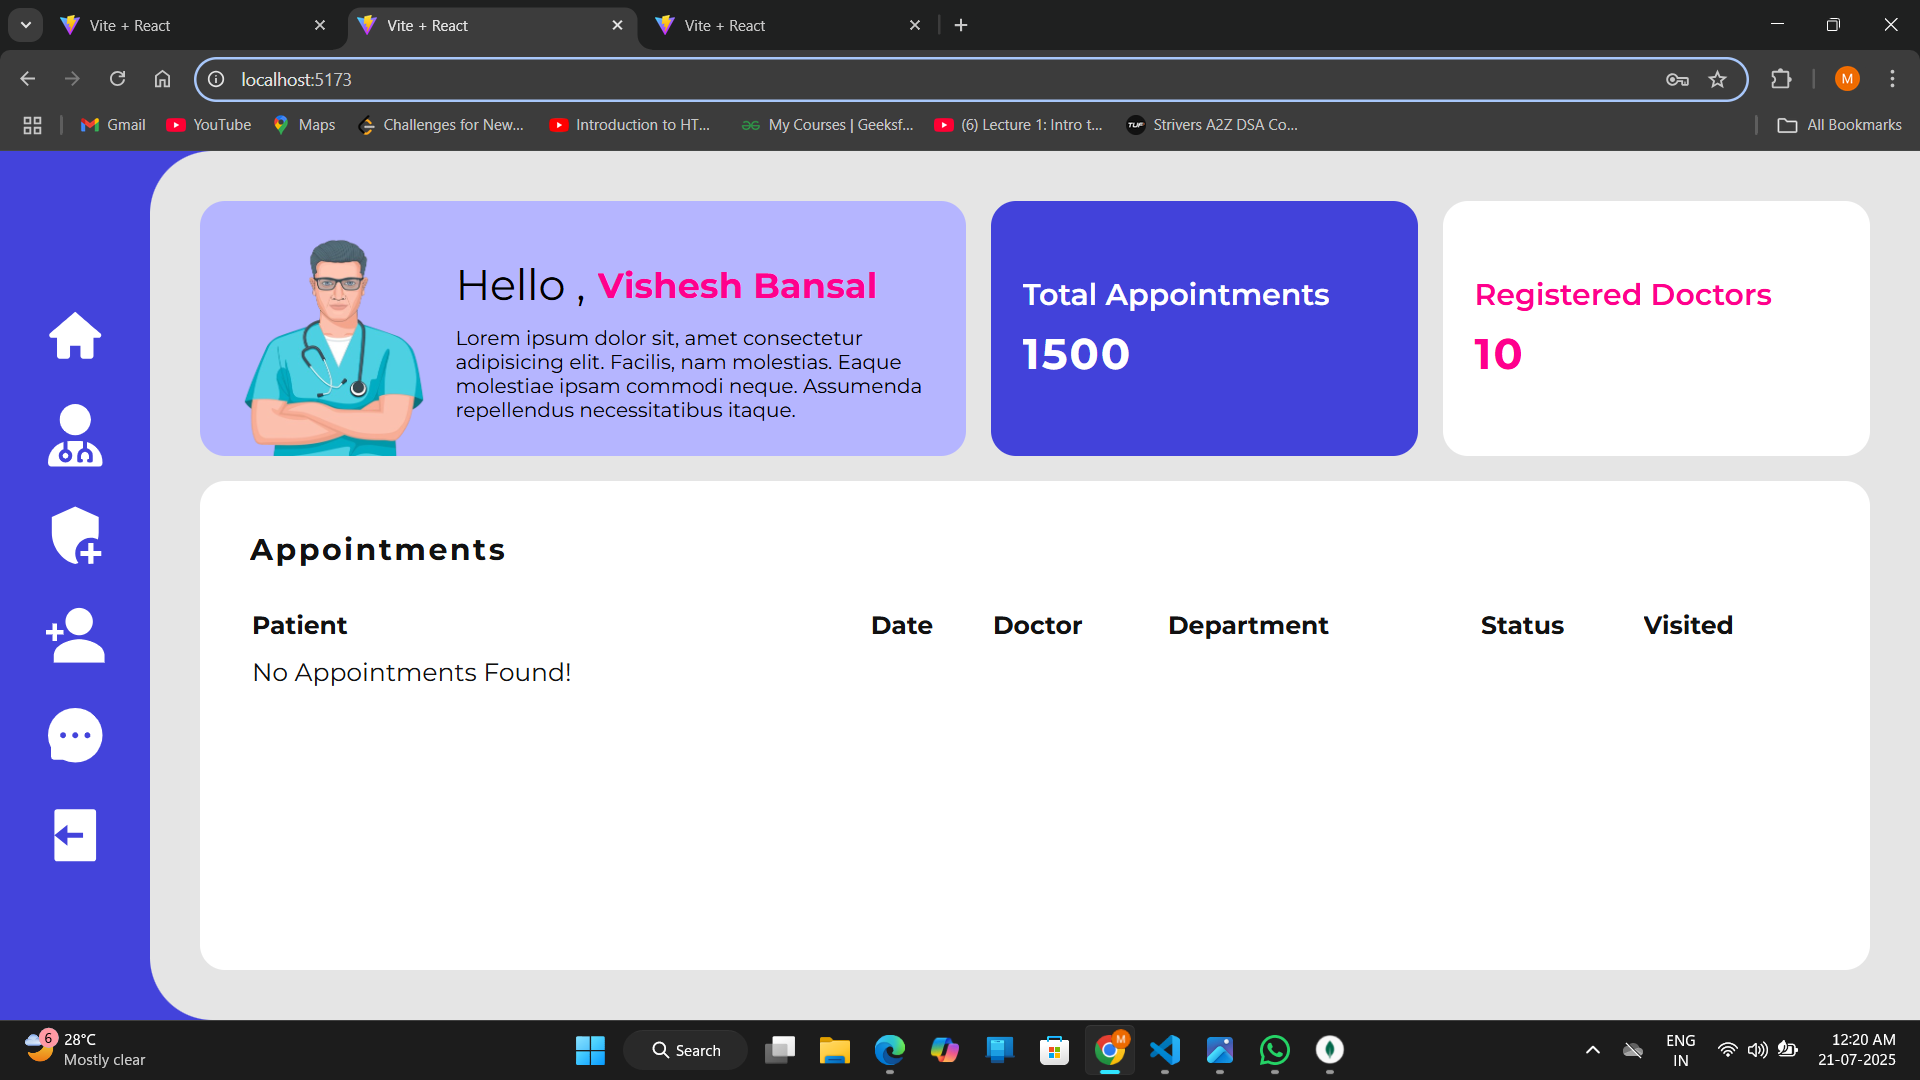 Vite + React
Vite + React
Vite + React
localhost:5173
M
Gmail
YouTube
Maps
Challenges for New...
Introduction to HT...
My Courses | Geeksf...
(6) Lecture 1: Intro t...
TUF
Strivers A2Z DSA Co...
All Bookmarks
Hello , Vishesh Bansal
Lorem ipsum dolor sit, amet consectetur
adipisicing elit. Facilis, nam molestias. Eaque
molestiae ipsam commodi neque. Assumenda
repellendus necessitatibus itaque.
Total Appointments
1500
Registered Doctors
10
Appointments
Patient Date Doctor Department Status Visited
No Appointments Found!
6
28°C
Mostly clear
Search
M
ENG
IN
12:20 AM
21-07-2025